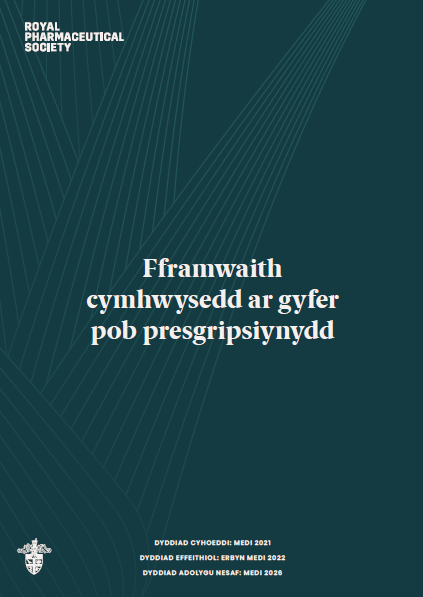 ROYAL
PHARMACEUTICAL
SOCIETY
Fframwaith
cymhwysedd ar gyfer
pob presgripsiynydd
DYDDIAD CYHOEDDI: MEDI 2021
DYDDIAD EFFEITHIOL: ERBYN MEDI 2022
DYDDIAD ADOLYGU NESAF: MEDI 2026